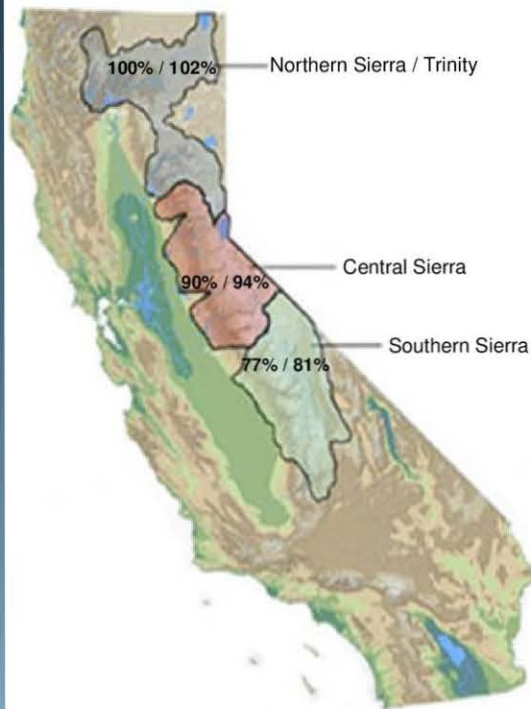 100% / 102%
Northern Sierra / Trinity
90% / 94%
Central Sierra
77% / 81%
Southern Sierra